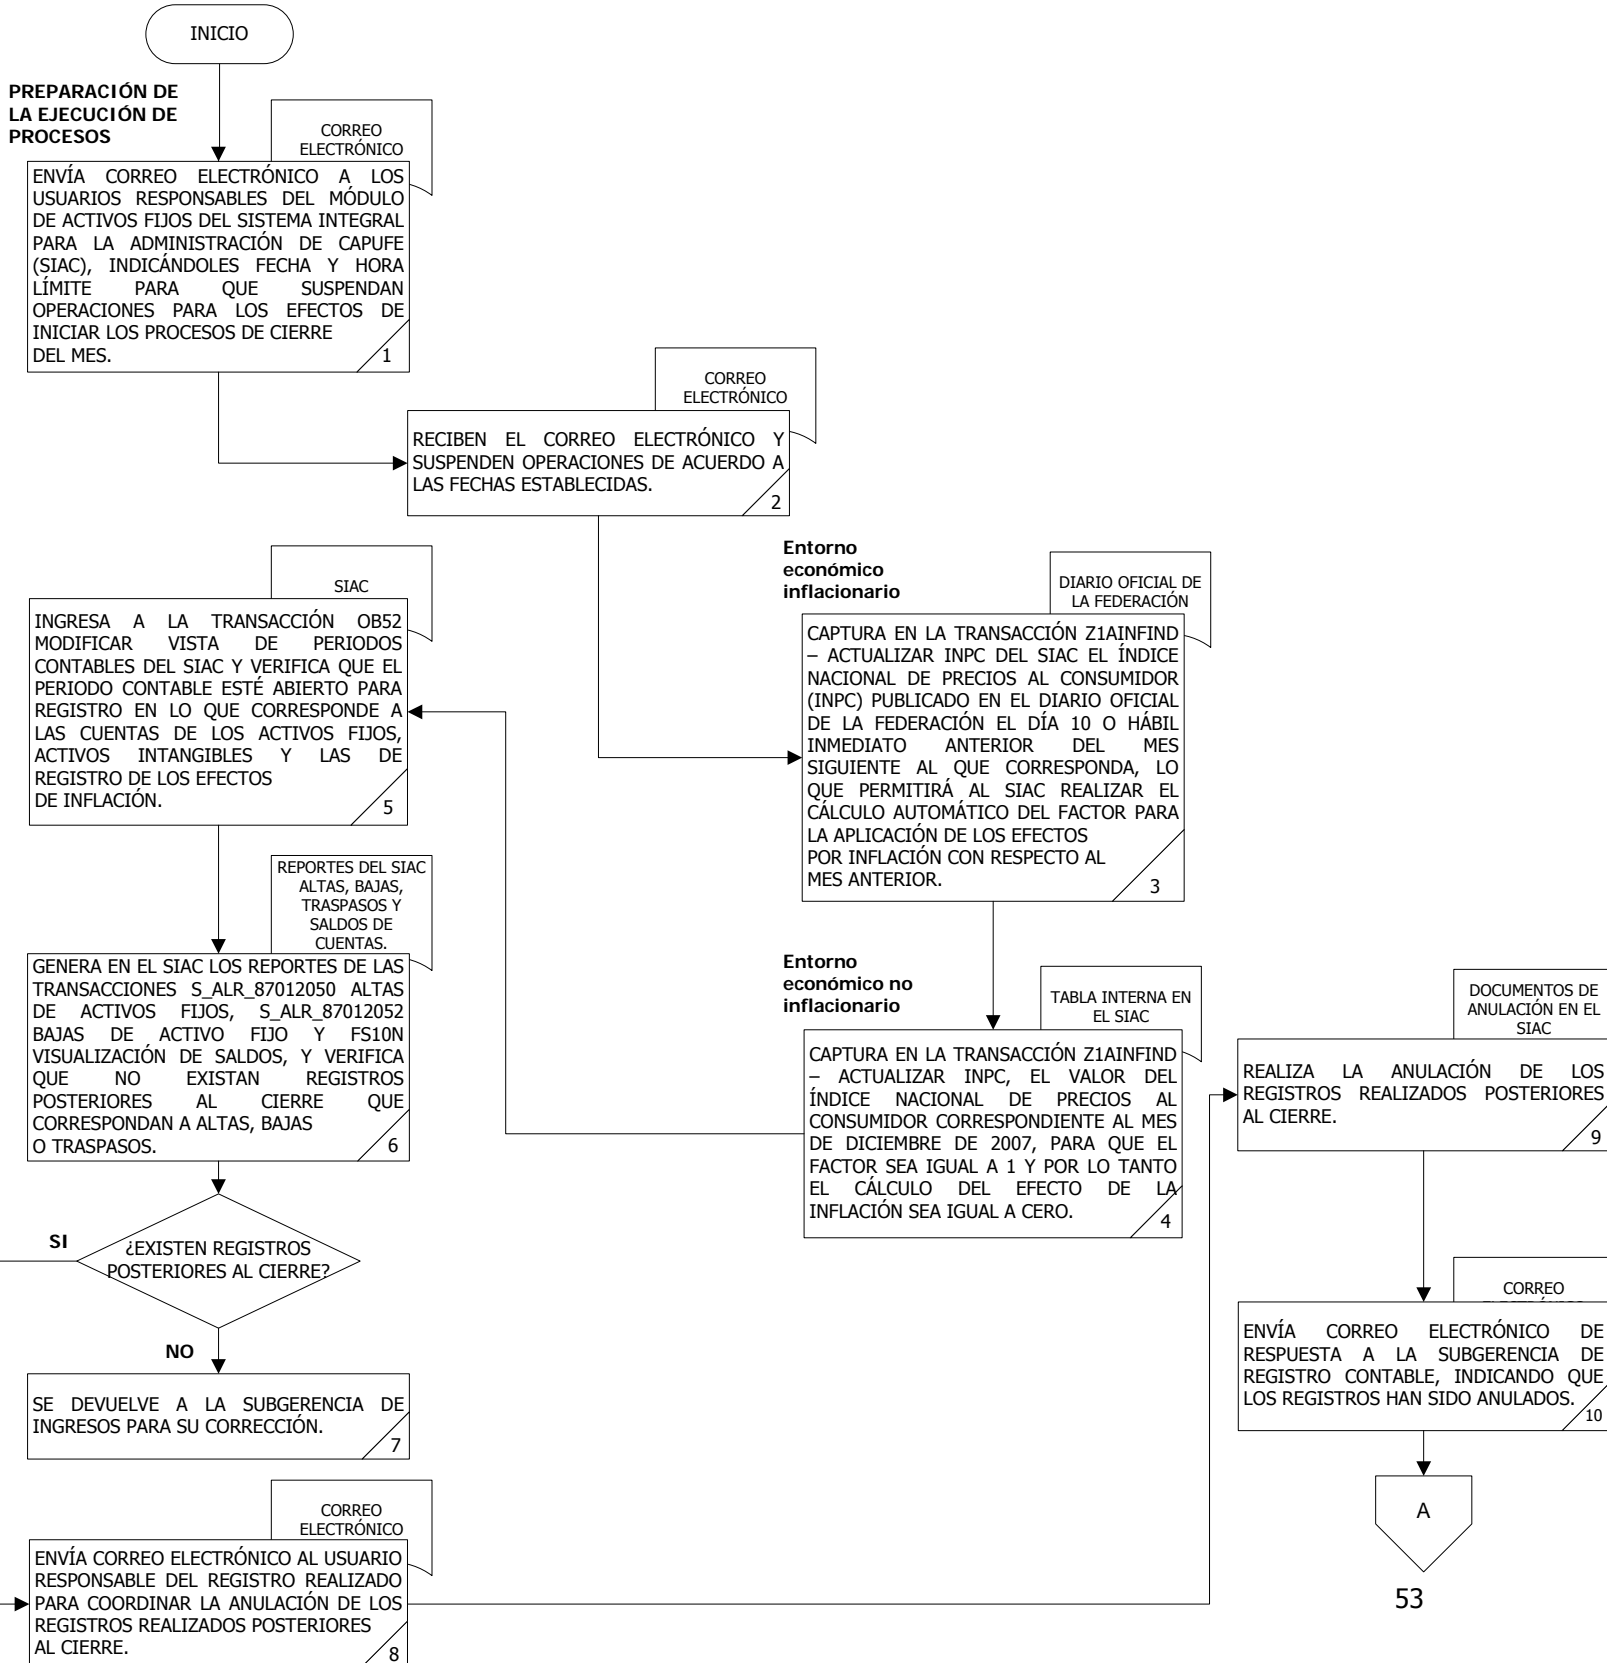 INICIO
PREPARACIÓN DE
LA EJECUCIÓN DE
PROCESOS
CORREO
ELECTRÓNICO
ENVÍA CORREO ELECTRÓNICO A LOS
USUARIOS RESPONSABLES DEL MÓDULO
DE ACTIVOS FIJOS DEL SISTEMA INTEGRAL
PARA LA ADMINISTRACIÓN DE CAPUFE
(SIAC), INDICÁNDOLES FECHA Y HORA
LÍMITE PARA QUE SUSPENDAN
OPERACIONES PARA LOS EFECTOS DE
INICIAR LOS PROCESOS DE CIERRE
DEL MES.
1
CORREO
ELECTRÓNICO
RECIBEN EL CORREO ELECTRÓNICO Y
SUSPENDEN OPERACIONES DE ACUERDO A
LAS FECHAS ESTABLECIDAS.
2
Entorno
económico
inflacionario
DIARIO OFICIAL DE
LA FEDERACIÓN
CAPTURA EN LA TRANSACCIÓN Z1AINFIND
– ACTUALIZAR INPC DEL SIAC EL ÍNDICE
NACIONAL DE PRECIOS AL CONSUMIDOR
(INPC) PUBLICADO EN EL DIARIO OFICIAL
DE LA FEDERACIÓN EL DÍA 10 O HÁBIL
INMEDIATO ANTERIOR DEL MES
SIGUIENTE AL QUE CORRESPONDA, LO
QUE PERMITIRÁ AL SIAC REALIZAR EL
CÁLCULO AUTOMÁTICO DEL FACTOR PARA
LA APLICACIÓN DE LOS EFECTOS
POR INFLACIÓN CON RESPECTO AL
MES ANTERIOR.
3
Entorno
económico no
inflacionario
TABLA INTERNA EN
EL SIAC
CAPTURA EN LA TRANSACCIÓN Z1AINFIND
– ACTUALIZAR INPC, EL VALOR DEL
ÍNDICE NACIONAL DE PRECIOS AL
CONSUMIDOR CORRESPONDIENTE AL MES
DE DICIEMBRE DE 2007, PARA QUE EL
FACTOR SEA IGUAL A 1 Y POR LO TANTO
EL CÁLCULO DEL EFECTO DE LA
INFLACIÓN SEA IGUAL A CERO.
4
SIAC
INGRESA A LA TRANSACCIÓN OB52
MODIFICAR VISTA DE PERIODOS
CONTABLES DEL SIAC Y VERIFICA QUE EL
PERIODO CONTABLE ESTÉ ABIERTO PARA
REGISTRO EN LO QUE CORRESPONDE A
LAS CUENTAS DE LOS ACTIVOS FIJOS,
ACTIVOS INTANGIBLES Y LAS DE
REGISTRO DE LOS EFECTOS
DE INFLACIÓN.
5
REPORTES DEL SIAC
ALTAS, BAJAS,
TRASPASOS Y
SALDOS DE
CUENTAS.
GENERA EN EL SIAC LOS REPORTES DE LAS
TRANSACCIONES S_ALR_87012050 ALTAS
DE ACTIVOS FIJOS, S_ALR_87012052
BAJAS DE ACTIVO FIJO Y FS10N
VISUALIZACIÓN DE SALDOS, Y VERIFICA
QUE NO EXISTAN REGISTROS
POSTERIORES AL CIERRE QUE
CORRESPONDAN A ALTAS, BAJAS
O TRASPASOS.
6
SI
¿EXISTEN REGISTROS
POSTERIORES AL CIERRE?
NO
SE DEVUELVE A LA SUBGERENCIA DE
INGRESOS PARA SU CORRECCIÓN.
7
CORREO
ELECTRÓNICO
ENVÍA CORREO ELECTRÓNICO AL USUARIO
RESPONSABLE DEL REGISTRO REALIZADO
PARA COORDINAR LA ANULACIÓN DE LOS
REGISTROS REALIZADOS POSTERIORES
AL CIERRE.
8
DOCUMENTOS DE
ANULACIÓN EN EL
SIAC
REALIZA LA ANULACIÓN DE LOS
REGISTROS REALIZADOS POSTERIORES
AL CIERRE.
9
CORREO
ENVÍA CORREO ELECTRÓNICO DE
RESPUESTA A LA SUBGERENCIA DE
REGISTRO CONTABLE, INDICANDO QUE
LOS REGISTROS HAN SIDO ANULADOS.
10
A
53